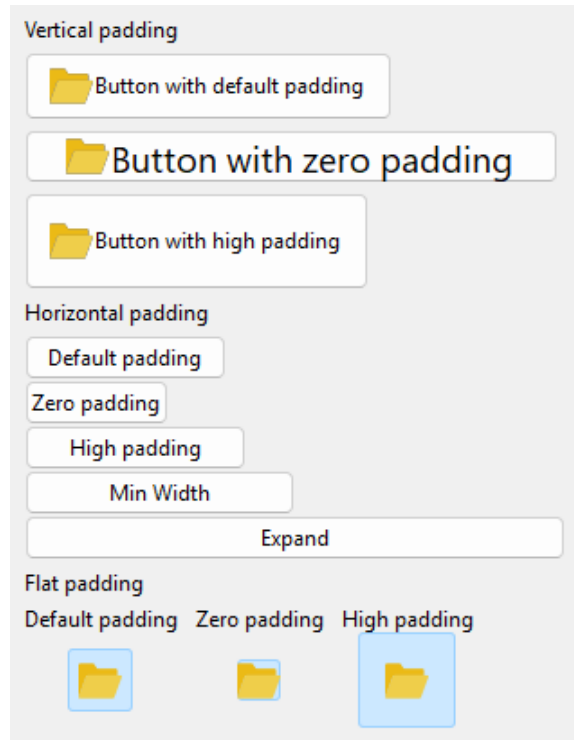 Vertical padding
Button with default padding
Button with zero padding
Button with high padding
Horizontal padding
Default padding
Zero padding
High padding
Min Width
Expand
Flat padding
Default padding Zero padding High padding